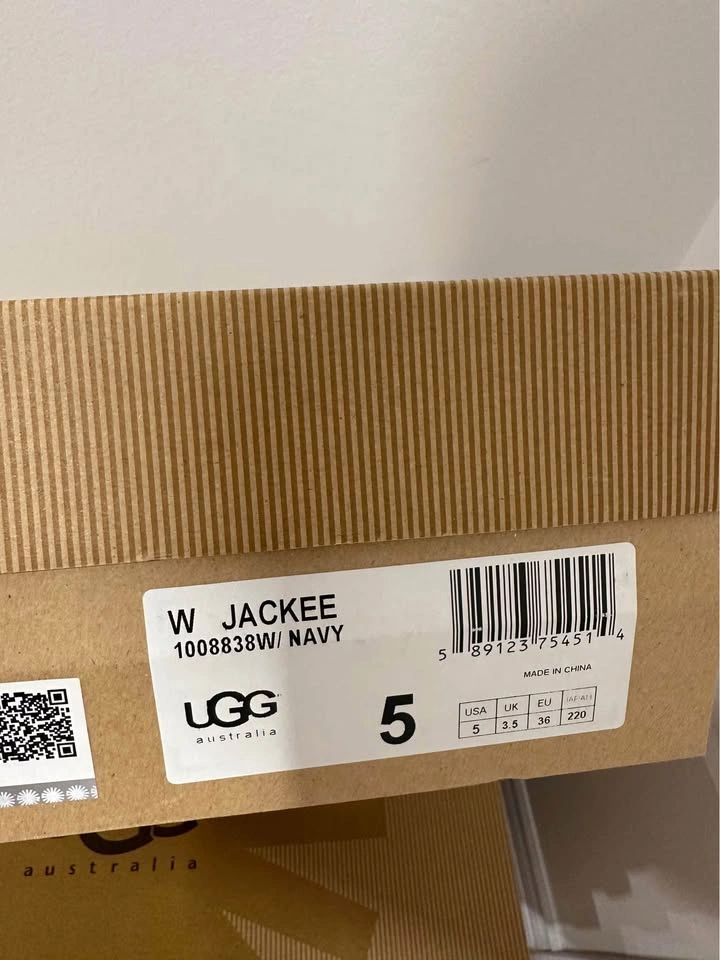 W JACKEE
1008838W/ NAVY
5 89123 75451 4
MADE IN CHINA
UGG
australia
5
USA UK EU JAPAN
5 3.5 36 220
australia